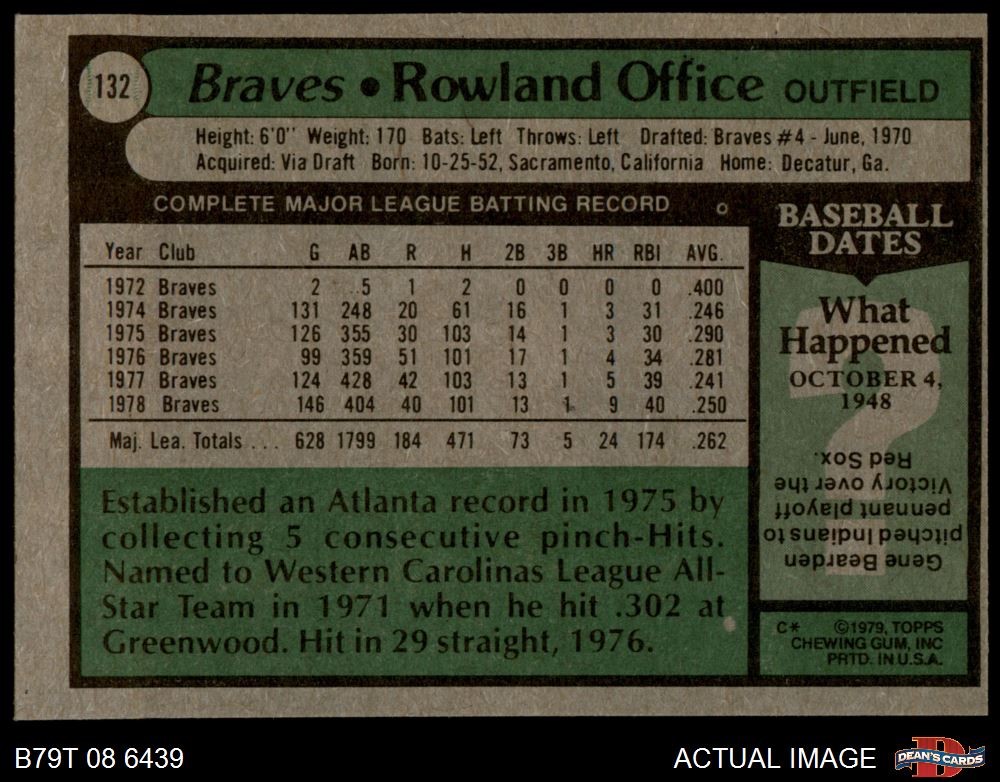 132
Braves • Rowland Office OUTFIELD
Height: 6'0" Weight: 170 Bats: Left Throws: Left Drafted: Braves #4 - June, 1970
Acquired: Via Draft Born: 10-25-52, Sacramento, California Home: Decatur, Ga.
COMPLETE MAJOR LEAGUE BATTING RECORD
Year Club G AB R H 2B 3B HR RBI AVG.
1972 Braves 2 5 1 2 0 0 0 0 .400
1974 Braves 131 248 20 61 16 1 3 31 .246
1975 Braves 126 355 30 103 14 1 3 30 .290
1976 Braves 99 359 51 101 17 1 4 34 .281
1977 Braves 124 428 42 103 13 1 5 39 .241
1978 Braves 146 404 40 101 13 1 9 40 .250
Maj. Lea. Totals . . . 628 1799 184 471 73 5 24 174 .262
Established an Atlanta record in 1975 by
collecting 5 consecutive pinch-Hits.
Named to Western Carolinas League All-
Star Team in 1971 when he hit .302 at
Greenwood. Hit in 29 straight, 1976.
BASEBALL
DATES
What
Happened
OCTOBER 4,
1948
Gene Bearden
pitched Indians to
pennant playoff
Victory over the
Red Sox.
C* ©1979, TOPPS
CHEWING GUM, INC
PRTD. IN U.S.A.
B79T 08 6439
ACTUAL IMAGE
D
DEAN'S CARDS